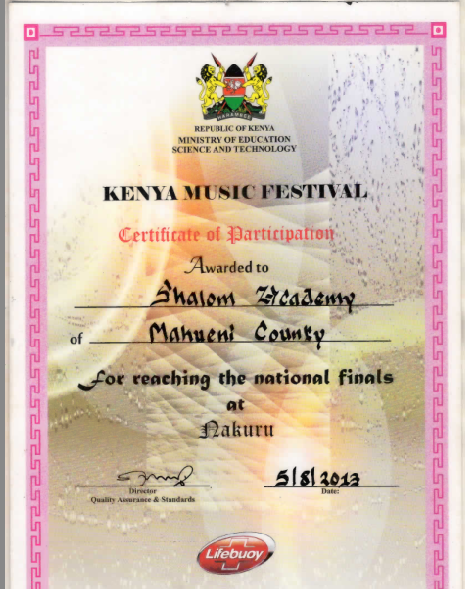 HARAMBEE
REPUBLIC OF KENYA
MINISTRY OF EDUCATION
SCIENCE AND TECHNOLOGY
KENYA MUSIC FESTIVAL
Certificate of Participation
Awarded to
Shalom Academy
of Mahueni County
For reaching the national finals
at
Nakuru
5/8/2013
Director
Date:
Quality Assurance & Standards
Lifebuoy